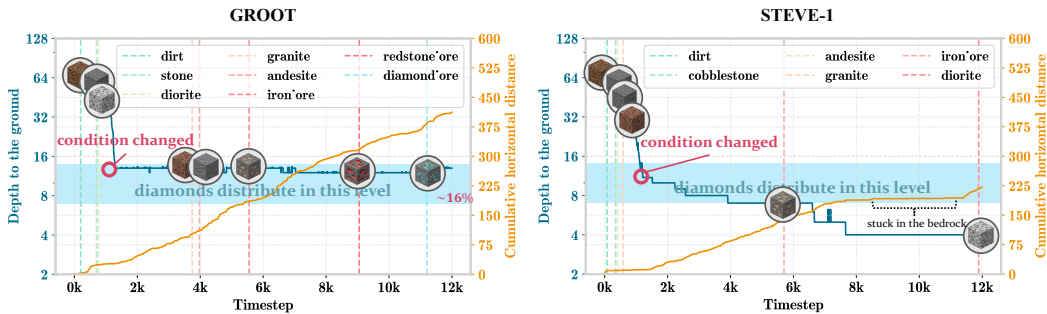 GROOT
128
64
32
16
8
4
2
Depth to the ground
dirt
stone
diorite
granite
andesite
iron˙ore
redstone˙ore
diamond˙ore
condition changed
diamonds distribute in this level
~16%
600
525
450
375
300
225
150
75
0
Cumulative horizontal distance
0k
2k
4k
6k
8k
10k
12k
Timestep
STEVE-1
128
64
32
16
8
4
2
Depth to the ground
dirt
cobblestone
andesite
granite
iron˙ore
diorite
condition changed
diamonds distribute in this level
stuck in the bedrock
600
525
450
375
300
225
150
75
0
Cumulative horizontal distance
0k
2k
4k
6k
8k
10k
12k
Timestep